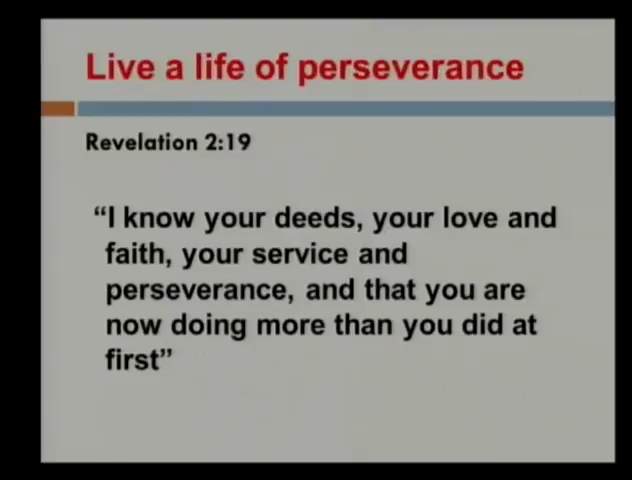 Live a life of perseverance
Revelation 2:19
“I know your deeds, your love and
faith, your service and
perseverance, and that you are
now doing more than you did at
first”